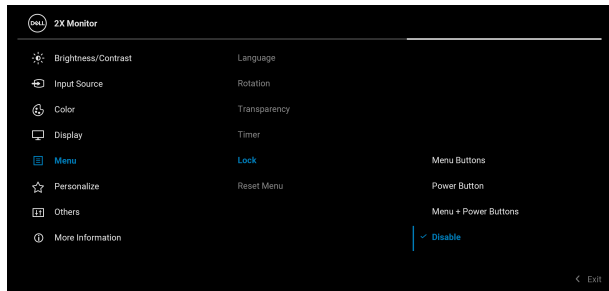 DELL 2X Monitor
Brightness/Contrast Language
Input Source Rotation
Color Transparency
Display Timer
Menu Lock Menu Buttons
Personalize Reset Menu Power Button
Others Menu + Power Buttons
More Information Disable
Exit